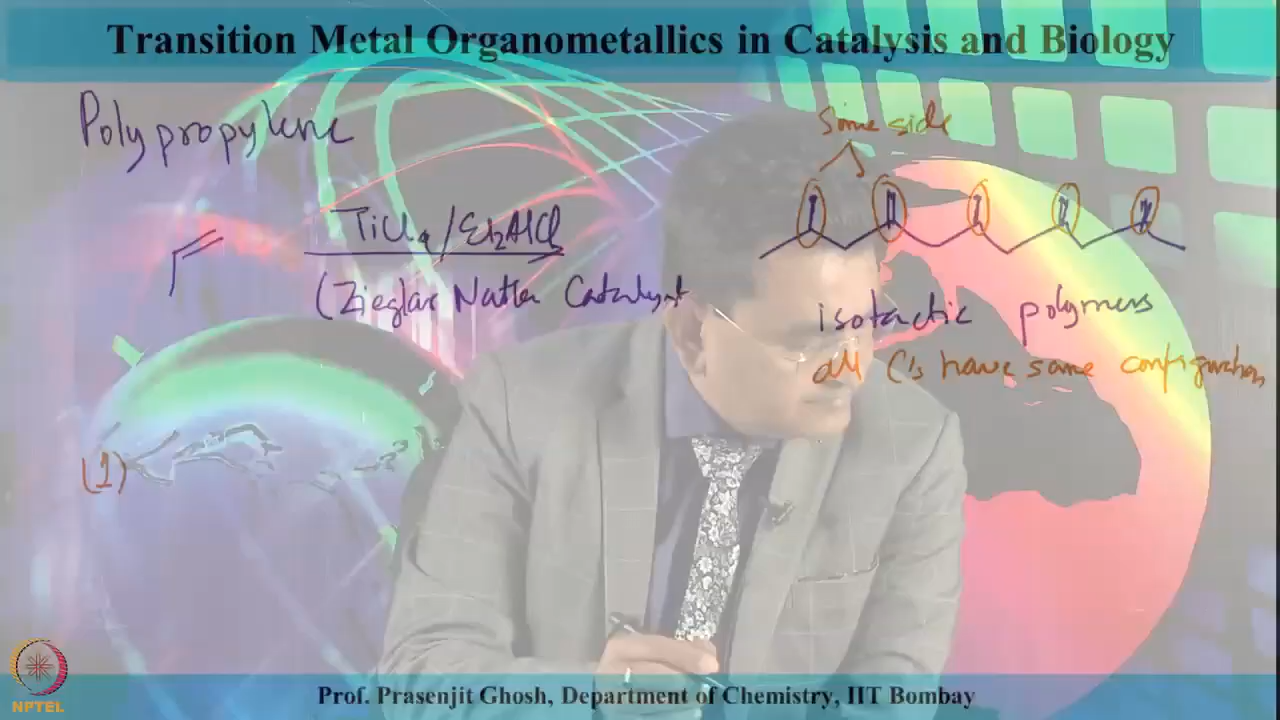 Transition Metal Organometallics in Catalysis and Biology
Polypropylene
Same side
TiCl4/Et2AlCl
(Zieglar Natta Catalyst
isotactic polymers
all C's have same configuration
(1)
NPTEL
Prof. Prasenjit Ghosh, Department of Chemistry, IIT Bombay